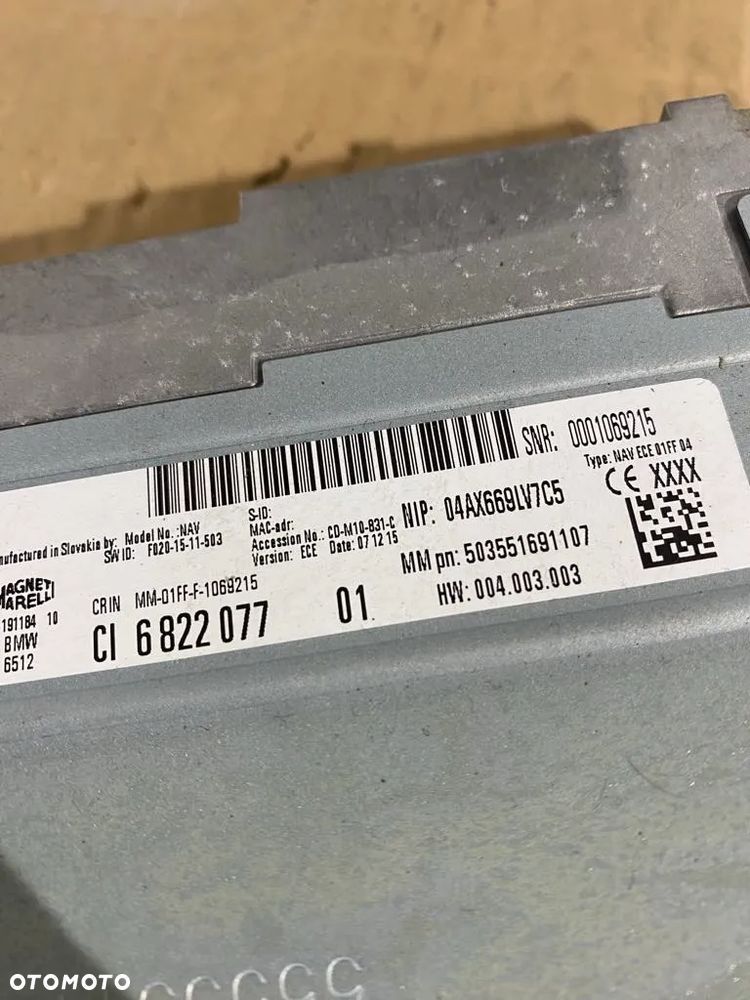 SNR: 0001069215
Type: NAV ECE 01FF 04
CE XXXX
NIP: 04AX669LV7C5
S-ID:
MAC-adr:
Accession No.: CD-M10-831-C
Version: ECE Date: 07 12 15
Model No.: NAV
SW ID: F020-15-11-503
in Slovakia by:
MM pn: 503551691107
HW: 004.003.003
MAGNETI
MARELLI
191184 10
BMW
6512
CRIN MM-01FF-F-1069215
CI 6 822 077 01
OTOMOTO